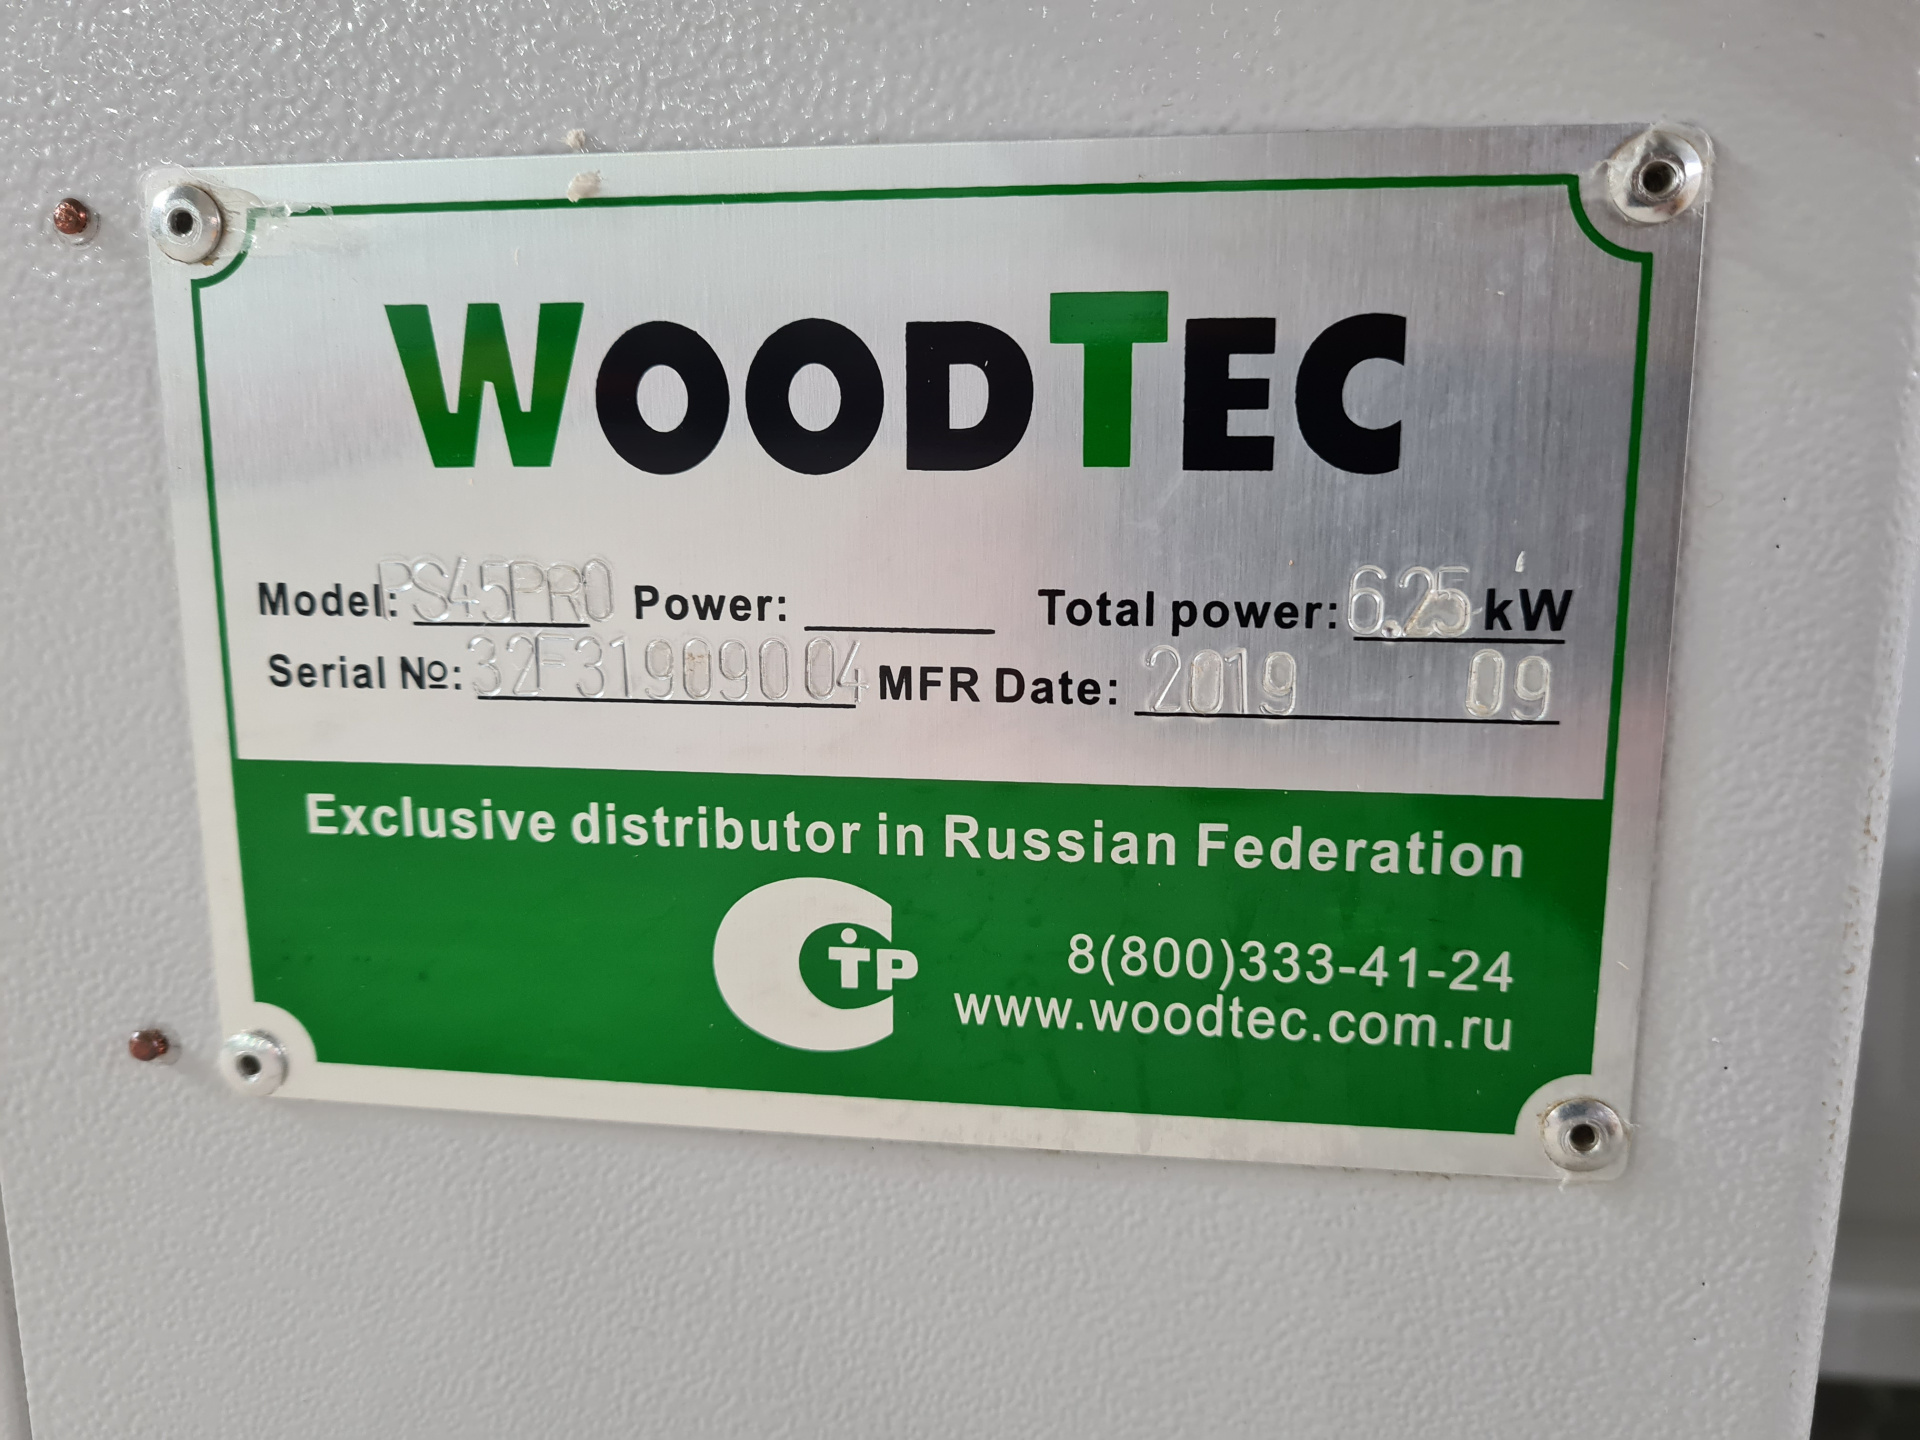 WOODTEC
Model: PS45PRO Power: Total power: 6.25 kW
Serial №: 32F31909004 MFR Date: 2019 09
Exclusive distributor in Russian Federation
СТР
8(800)333-41-24
www.woodtec.com.ru